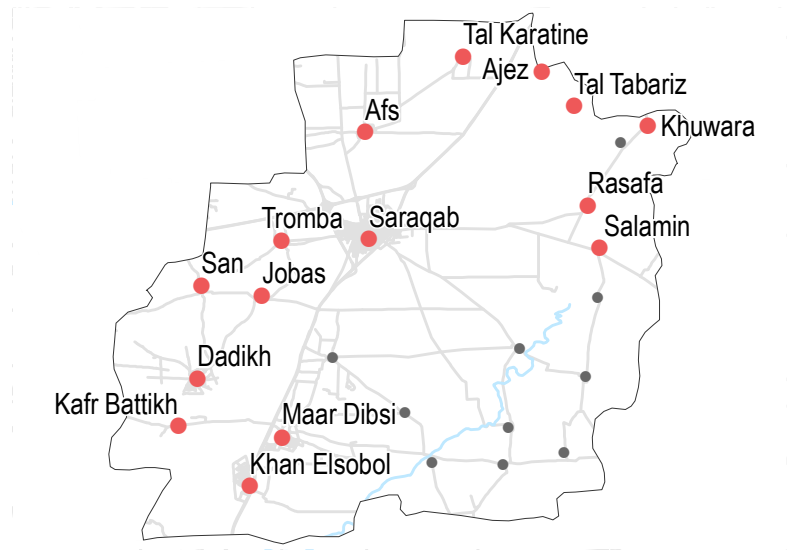 Tal Karatine
Ajez
Tal Tabariz
Afs
Khuwara
Rasafa
Tromba
Saraqab
Salamin
San
Jobas
Dadikh
Kafr Battikh
Maar Dibsi
Khan Elsobol